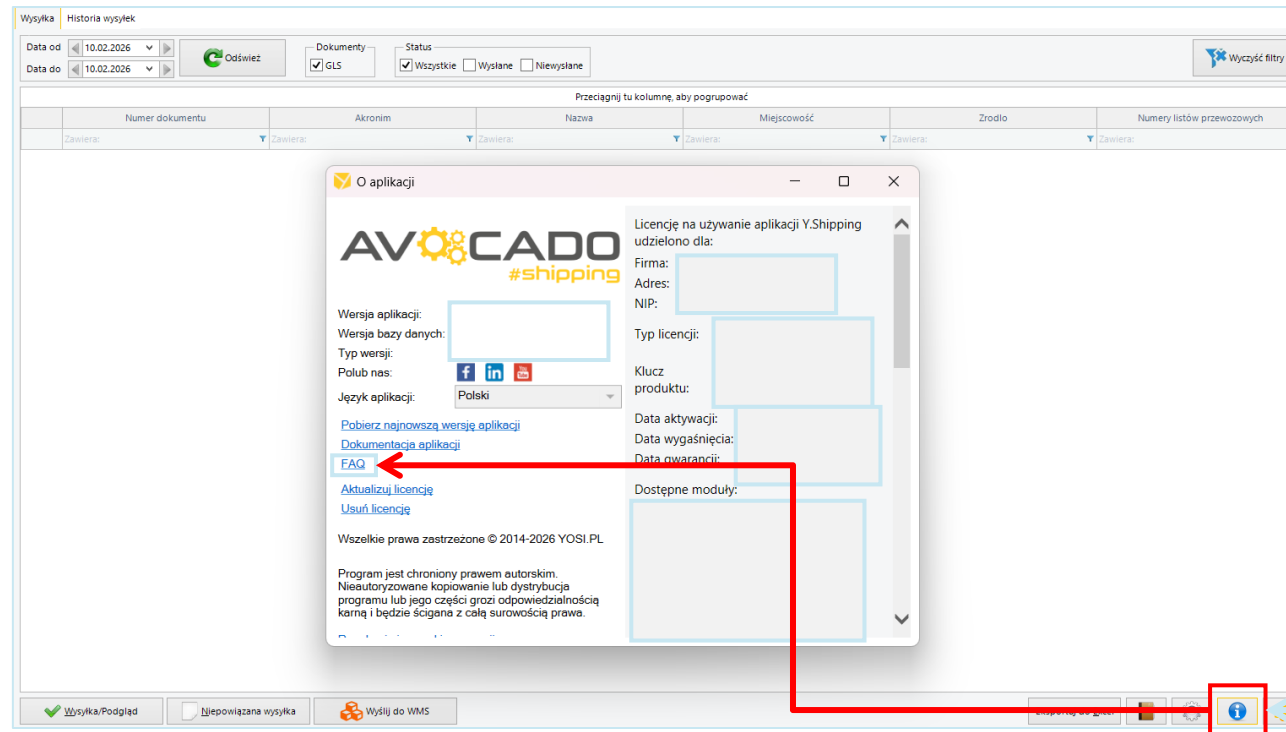 Wysyłka Historia wysyłek
Data od 10.02.2026
Data do 10.02.2026
Odśwież
Dokumenty
GLS
Status
Wszystkie Wysłane Niewysłane
Wyczyść filtry
Przeciągnij tu kolumnę, aby pogrupować
Numer dokumentu Akronim Nazwa Miejscowość Zrodlo Numery listów przewozowych
Zawiera: Zawiera: Zawiera: Zawiera: Zawiera: Zawiera:
O aplikacji
AVOCADO
#shipping
Wersja aplikacji:
Wersja bazy danych:
Typ wersji:
Polub nas:
Język aplikacji: Polski
Pobierz najnowszą wersję aplikacji
Dokumentacja aplikacji
FAQ
Aktualizuj licencję
Usuń licencję
Wszelkie prawa zastrzeżone © 2014-2026 YOSI.PL
Program jest chroniony prawem autorskim.
Nieautoryzowane kopiowanie lub dystrybucja
programu lub jego części grozi odpowiedzialnością
karną i będzie ścigana z całą surowością prawa.
Licencję na używanie aplikacji Y.Shipping
udzielono dla:
Firma:
Adres:
NIP:
Typ licencji:
Klucz
produktu:
Data aktywacji:
Data wygaśnięcia:
Data gwarancji:
Dostępne moduły:
Wysyłka/Podgląd Niepowiązana wysyłka Wyślij do WMS